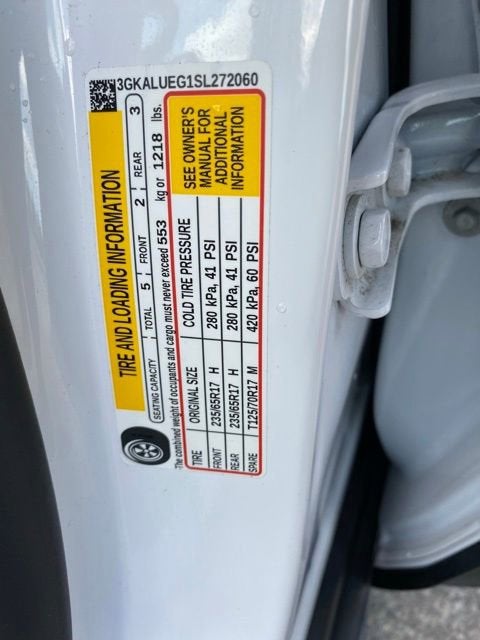 3GKALUEG1SL272060
TIRE AND LOADING INFORMATION
SEATING CAPACITY TOTAL 5 FRONT 2 REAR 3
The combined weight of occupants and cargo must never exceed 553 kg or 1218 lbs.
TIRE ORIGINAL SIZE COLD TIRE PRESSURE
FRONT 235/65R17 H 280 kPa, 41 PSI
REAR 235/65R17 H 280 kPa, 41 PSI
SPARE T125/70R17 M 420 kPa, 60 PSI
SEE OWNER'S
MANUAL FOR
ADDITIONAL
INFORMATION